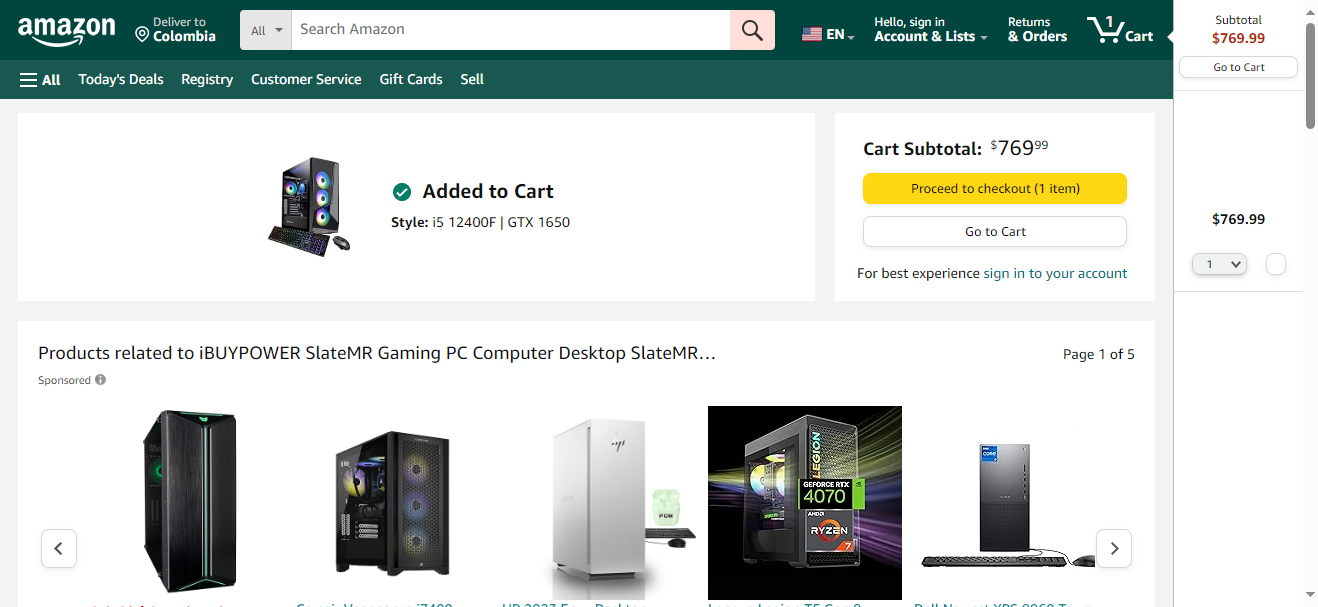 amazon
Deliver to
Colombia
All
Search Amazon
EN
Hello, sign in
Account & Lists
Returns
& Orders
1
Cart
Subtotal
$769.99
Go to Cart
All
Today's Deals
Registry
Customer Service
Gift Cards
Sell
Added to Cart
Style: i5 12400F | GTX 1650
Cart Subtotal: $769.99
Proceed to checkout (1 item)
Go to Cart
For best experience sign in to your account
$769.99
1
Products related to iBUYPOWER SlateMR Gaming PC Computer Desktop SlateMR…
Page 1 of 5
Sponsored
LEGION
GEFORCE RTX
4070
AMD
RYZEN
7
hp
PCM
intel
CORE